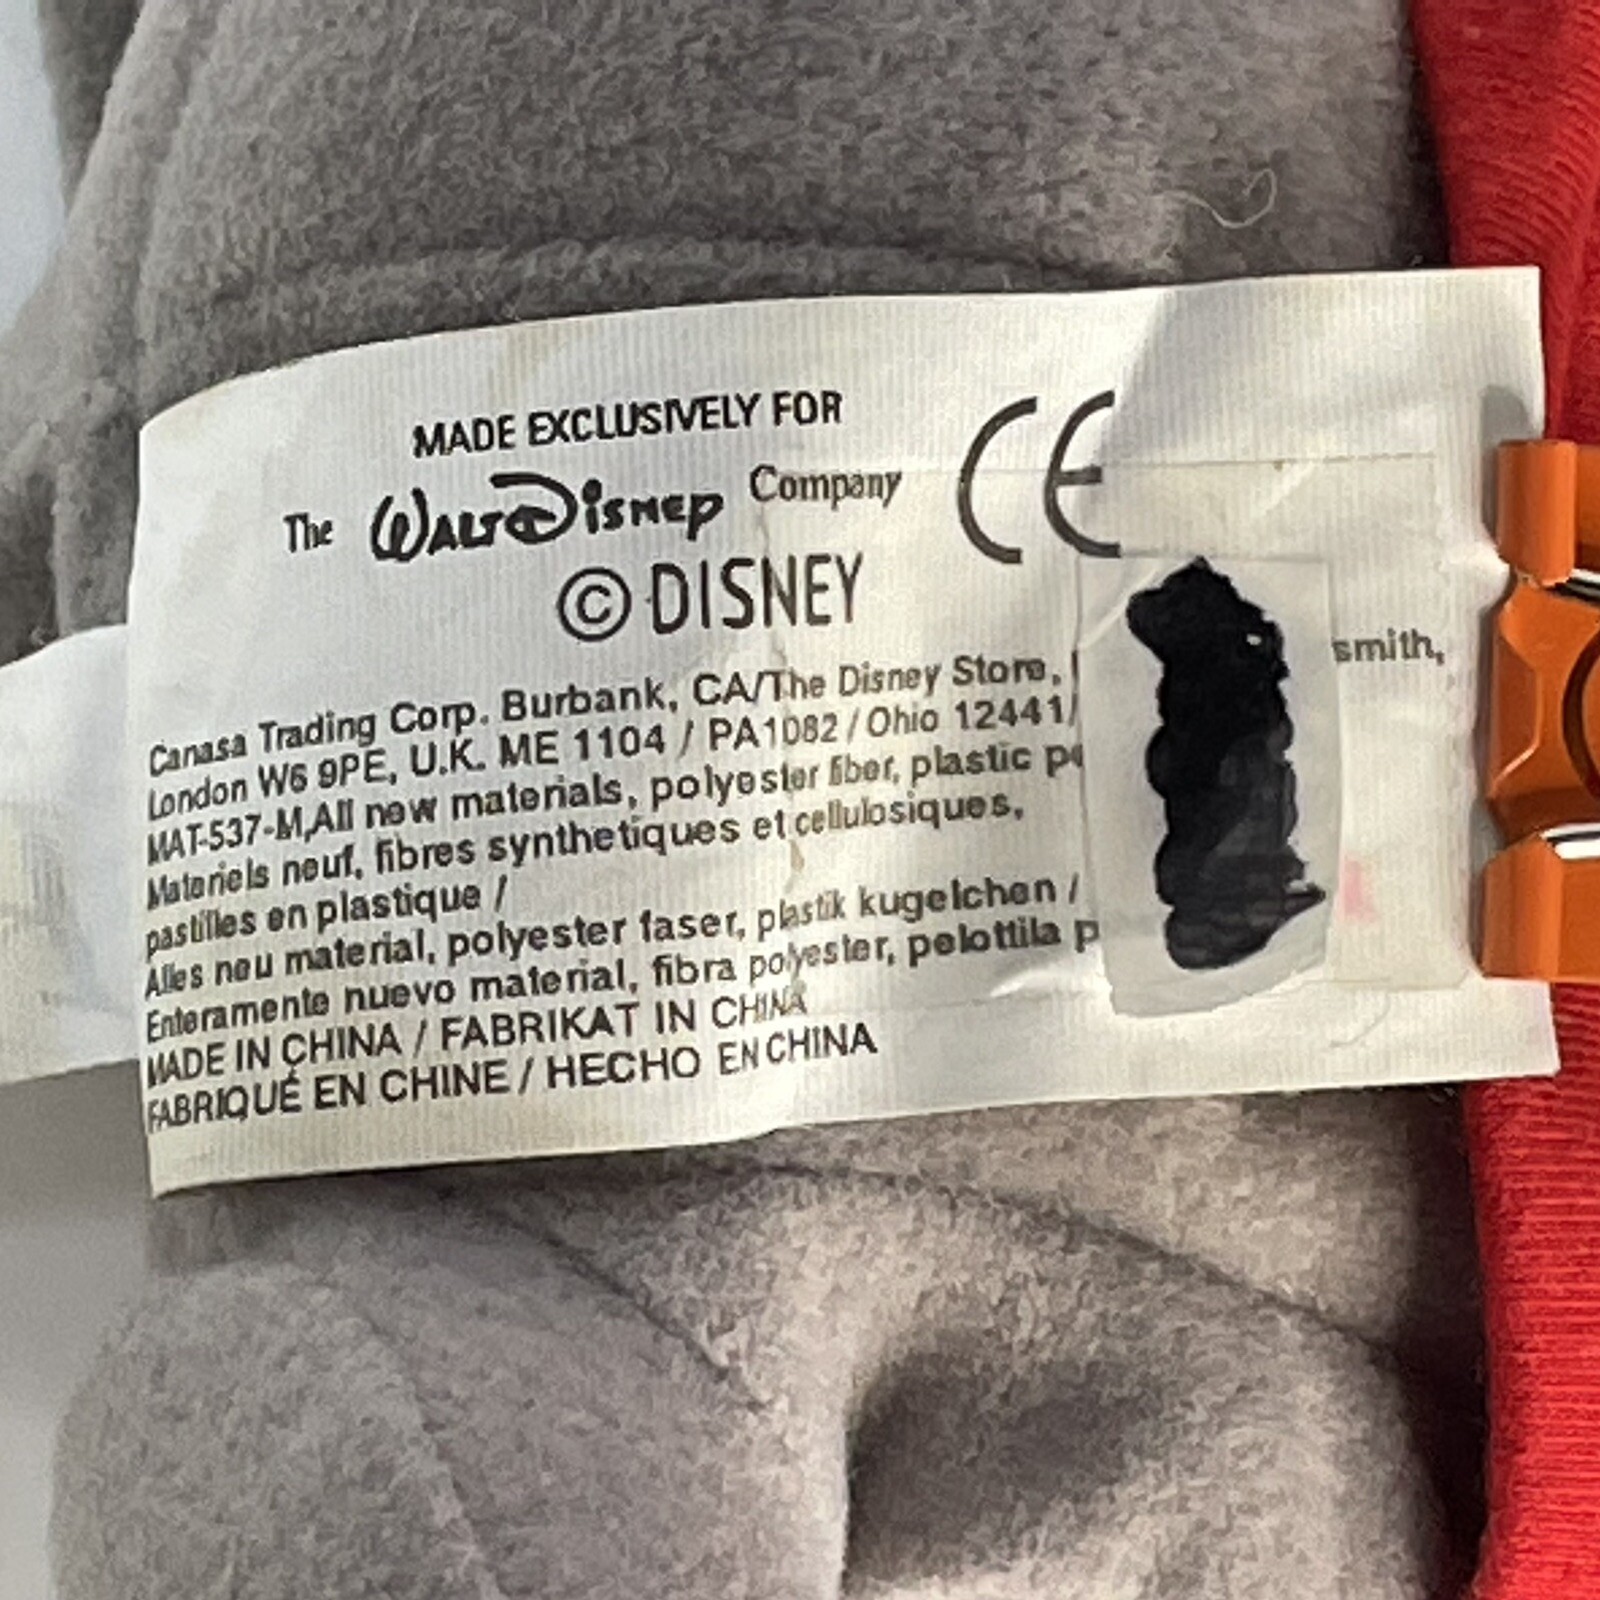 MADE EXCLUSIVELY FOR
The WALT DISNEY Company CE
© DISNEY
Canasa Trading Corp. Burbank, CA/The Disney Store, smith,
London W6 9PE, U.K. ME 1104 / PA1082 / Ohio 12441/
MAT-537-M,All new materials, polyester fiber, plastic
Materiels neuf, fibres synthetiques et cellulosiques,
pastilles en plastique /
Alles neu material, polyester faser, plastik kugelchen /
Enteramente nuevo material, fibra polyester, pelottila
MADE IN CHINA / FABRIKAT IN CHINA
FABRIQUÉ EN CHINE / HECHO EN CHINA